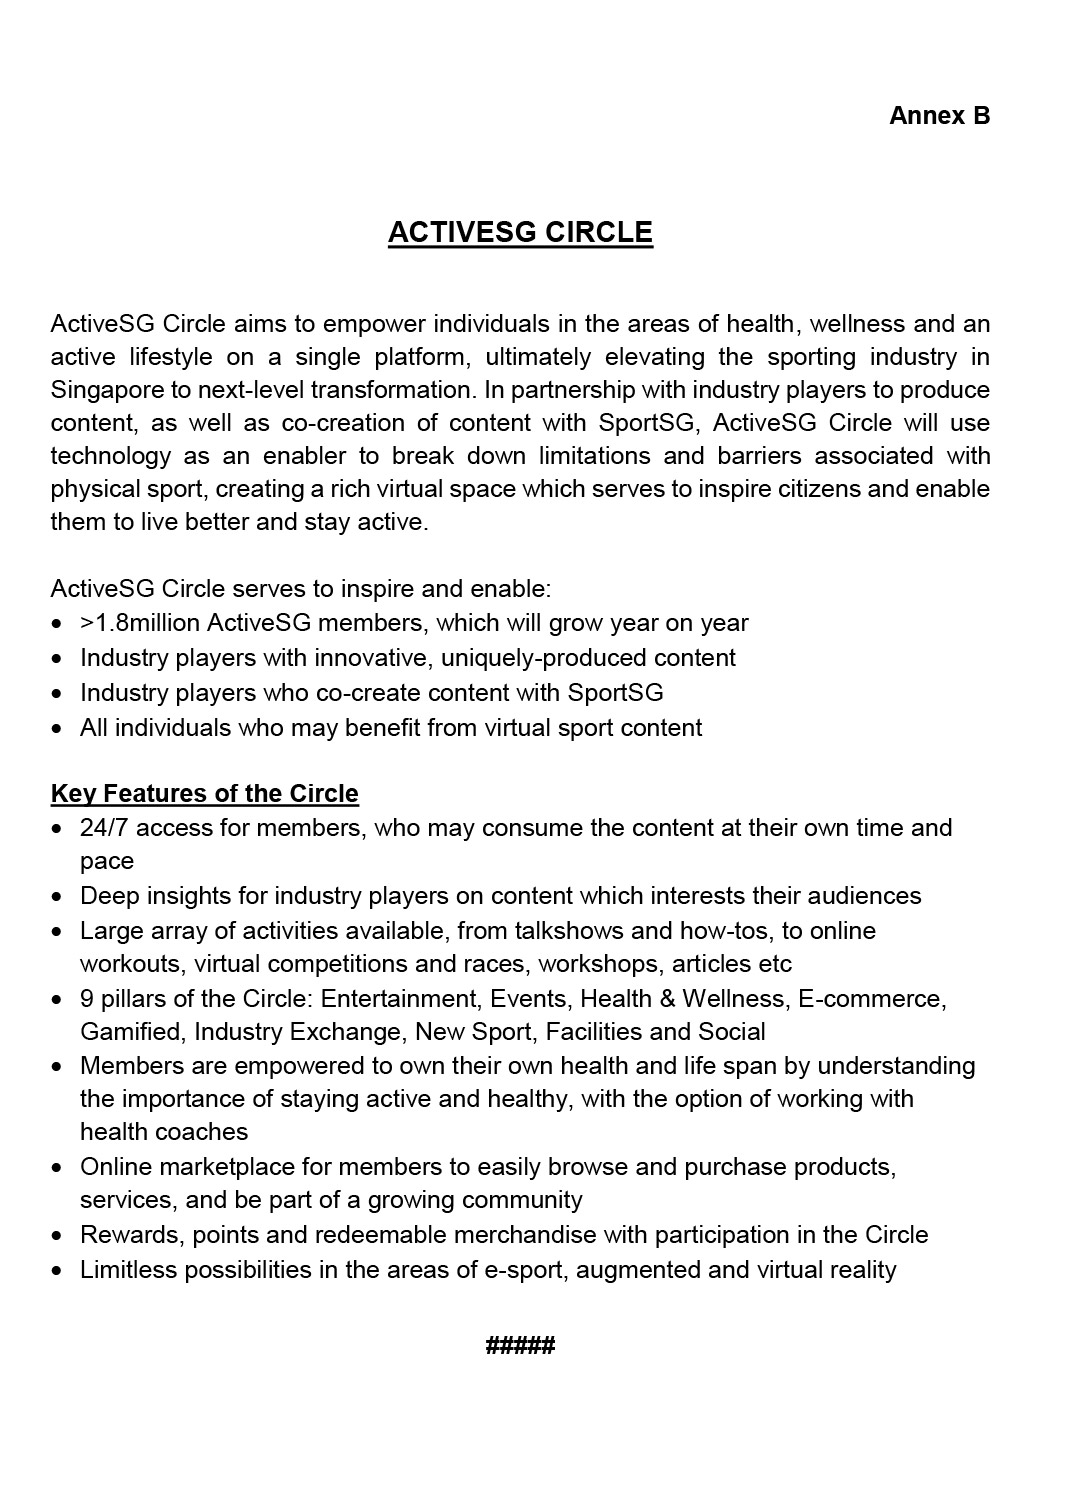 Annex B
ACTIVESG CIRCLE
ActiveSG Circle aims to empower individuals in the areas of health, wellness and an
active lifestyle on a single platform, ultimately elevating the sporting industry in
Singapore to next-level transformation. In partnership with industry players to produce
content, as well as co-creation of content with SportSG, ActiveSG Circle will use
technology as an enabler to break down limitations and barriers associated with
physical sport, creating a rich virtual space which serves to inspire citizens and enable
them to live better and stay active.
ActiveSG Circle serves to inspire and enable:
• >1.8million ActiveSG members, which will grow year on year
• Industry players with innovative, uniquely-produced content
• Industry players who co-create content with SportSG
• All individuals who may benefit from virtual sport content
Key Features of the Circle
• 24/7 access for members, who may consume the content at their own time and
pace
• Deep insights for industry players on content which interests their audiences
• Large array of activities available, from talkshows and how-tos, to online
workouts, virtual competitions and races, workshops, articles etc
• 9 pillars of the Circle: Entertainment, Events, Health & Wellness, E-commerce,
Gamified, Industry Exchange, New Sport, Facilities and Social
• Members are empowered to own their own health and life span by understanding
the importance of staying active and healthy, with the option of working with
health coaches
• Online marketplace for members to easily browse and purchase products,
services, and be part of a growing community
• Rewards, points and redeemable merchandise with participation in the Circle
• Limitless possibilities in the areas of e-sport, augmented and virtual reality
#####